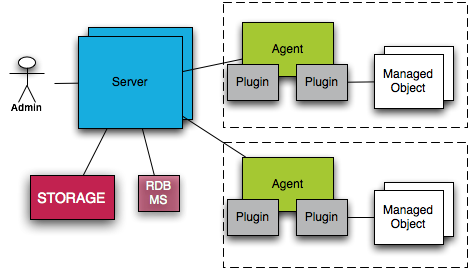 Admin
Server
STORAGE
RDB
MS
Agent
Plugin
Plugin
Managed
Object
Agent
Plugin
Plugin
Managed
Object